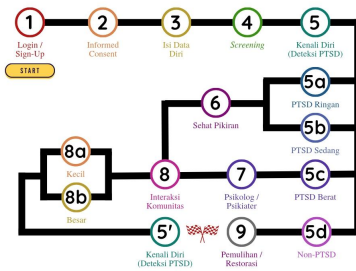 1
2
3
4
5
Login /
Sign-Up
Informed
Consent
Isi Data
Diri
Screening
Kenali Diri
(Deteksi PTSD)
START
5a
PTSD Ringan
6
Sehat Pikiran
5b
PTSD Sedang
8a
Kecil
8b
Besar
8
Interaksi
Komunitas
7
Psikolog /
Psikiater
5c
PTSD Berat
5'
Kenali Diri
(Deteksi PTSD)
9
Pemulihan /
Restorasi
5d
Non-PTSD